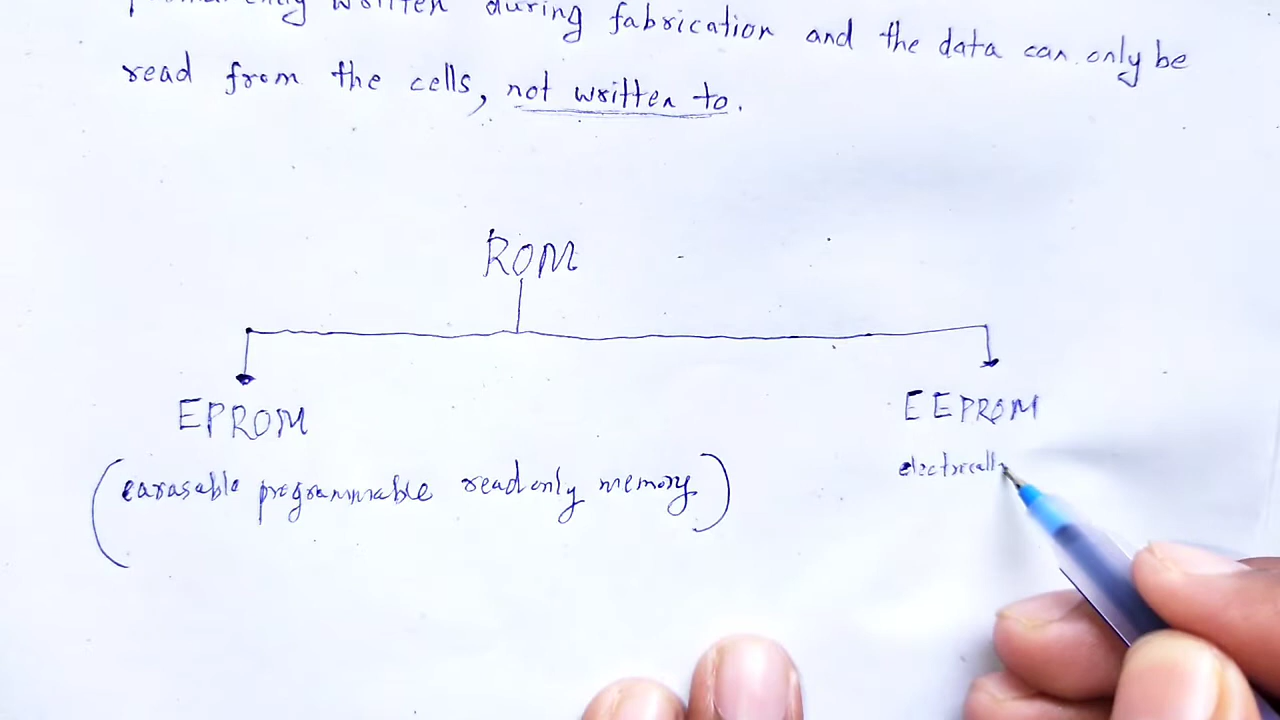 written during fabrication and the data can only be
read from the cells, not written to.
ROM
EPROM
EEPROM
(earasable programmable read only memory)
electrically